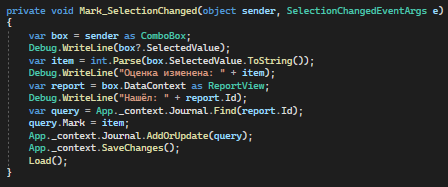 private void Mark_SelectionChanged(object sender, SelectionChangedEventArgs e)
{
var box = sender as ComboBox;
Debug.WriteLine(box?.SelectedValue);
var item = int.Parse(box.SelectedValue.ToString());
Debug.WriteLine("Оценка изменена: " + item);
var report = box.DataContext as ReportView;
Debug.WriteLine("Нашёл: " + report.Id);
var query = App._context.Journal.Find(report.Id);
query.Mark = item;
App._context.Journal.AddOrUpdate(query);
App._context.SaveChanges();
Load();
}